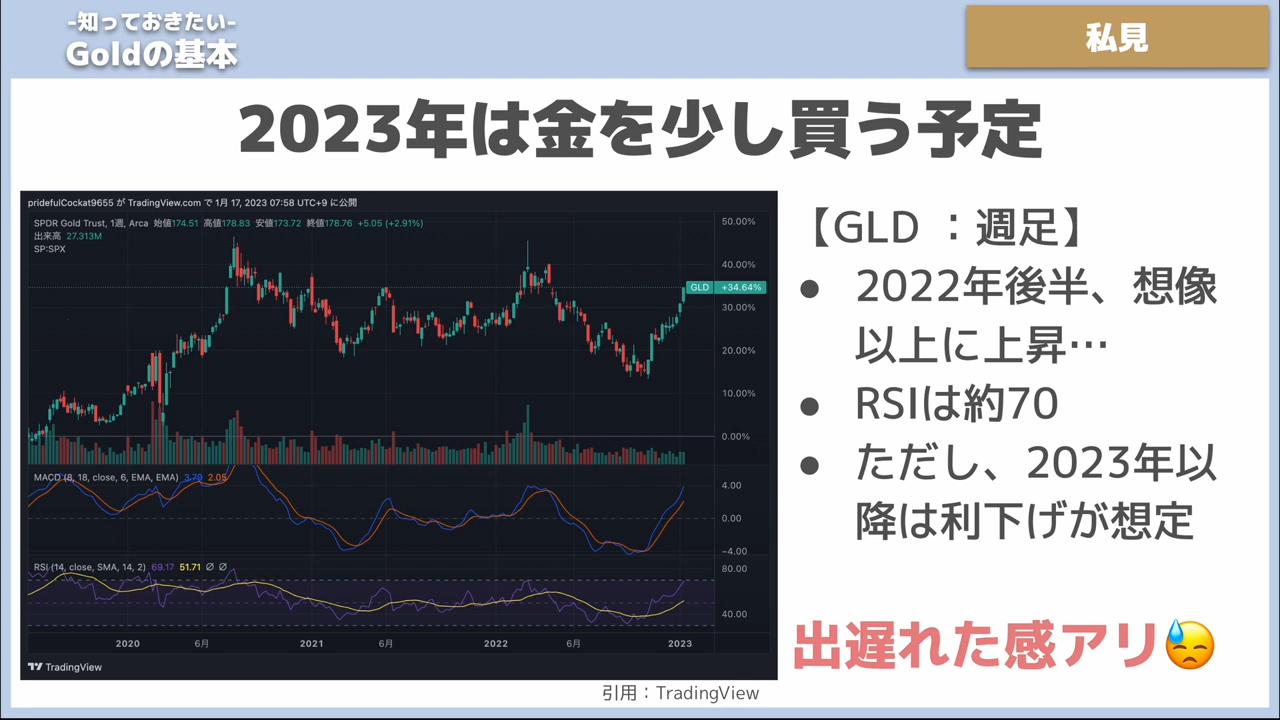 -知っておきたい-
Goldの基本
私見
2023年は金を少し買う予定
pridefulCockat9655 が TradingView.com で 1月 17, 2023 07:58 UTC+9 に公開
SPDR Gold Trust, 1週, Arca 始値174.51 高値178.83 安値173.72 終値178.76 +5.05 (+2.91%)
出来高 27.313M
SP:SPX
50.00%
40.00%
GLD +34.64%
30.00%
20.00%
10.00%
0.00%
MACD (8, 18, close, 6, EMA, EMA) 3.79 2.05
4.00
0.00
−4.00
RSI (14, close, SMA, 14, 2) 69.17 51.71 ∅ ∅
80.00
40.00
2020 6月 2021 6月 2022 6月 2023
TradingView
【GLD ：週足】
● 2022年後半、想像
以上に上昇…
● RSIは約70
● ただし、2023年以
降は利下げが想定
出遅れた感アリ😓
引用：TradingView